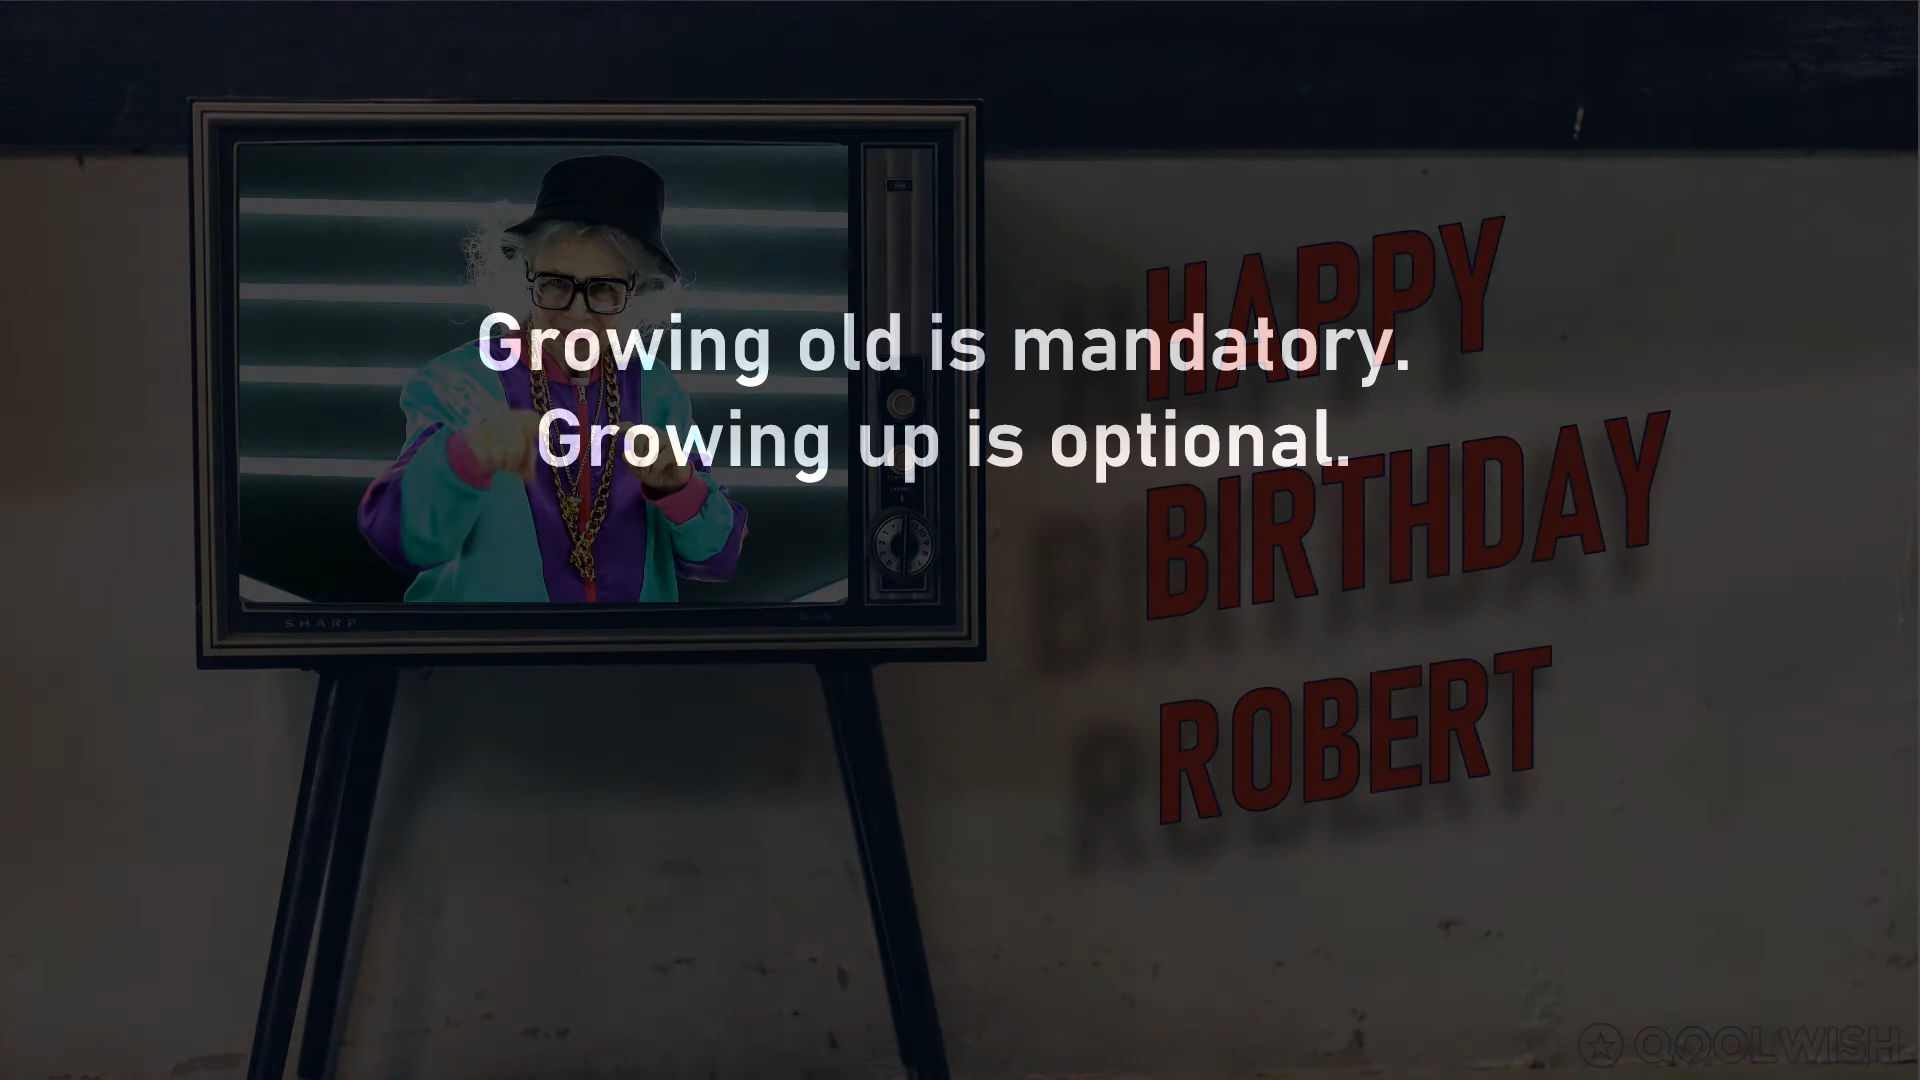 Growing old is mandatory.
Growing up is optional.
HAPPY
BIRTHDAY
ROBERT
SHARP
QOOLWISH